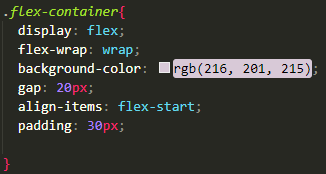 .flex-container{
display: flex;
flex-wrap: wrap;
background-color: rgb(216, 201, 215);
gap: 20px;
align-items: flex-start;
padding: 30px;
}